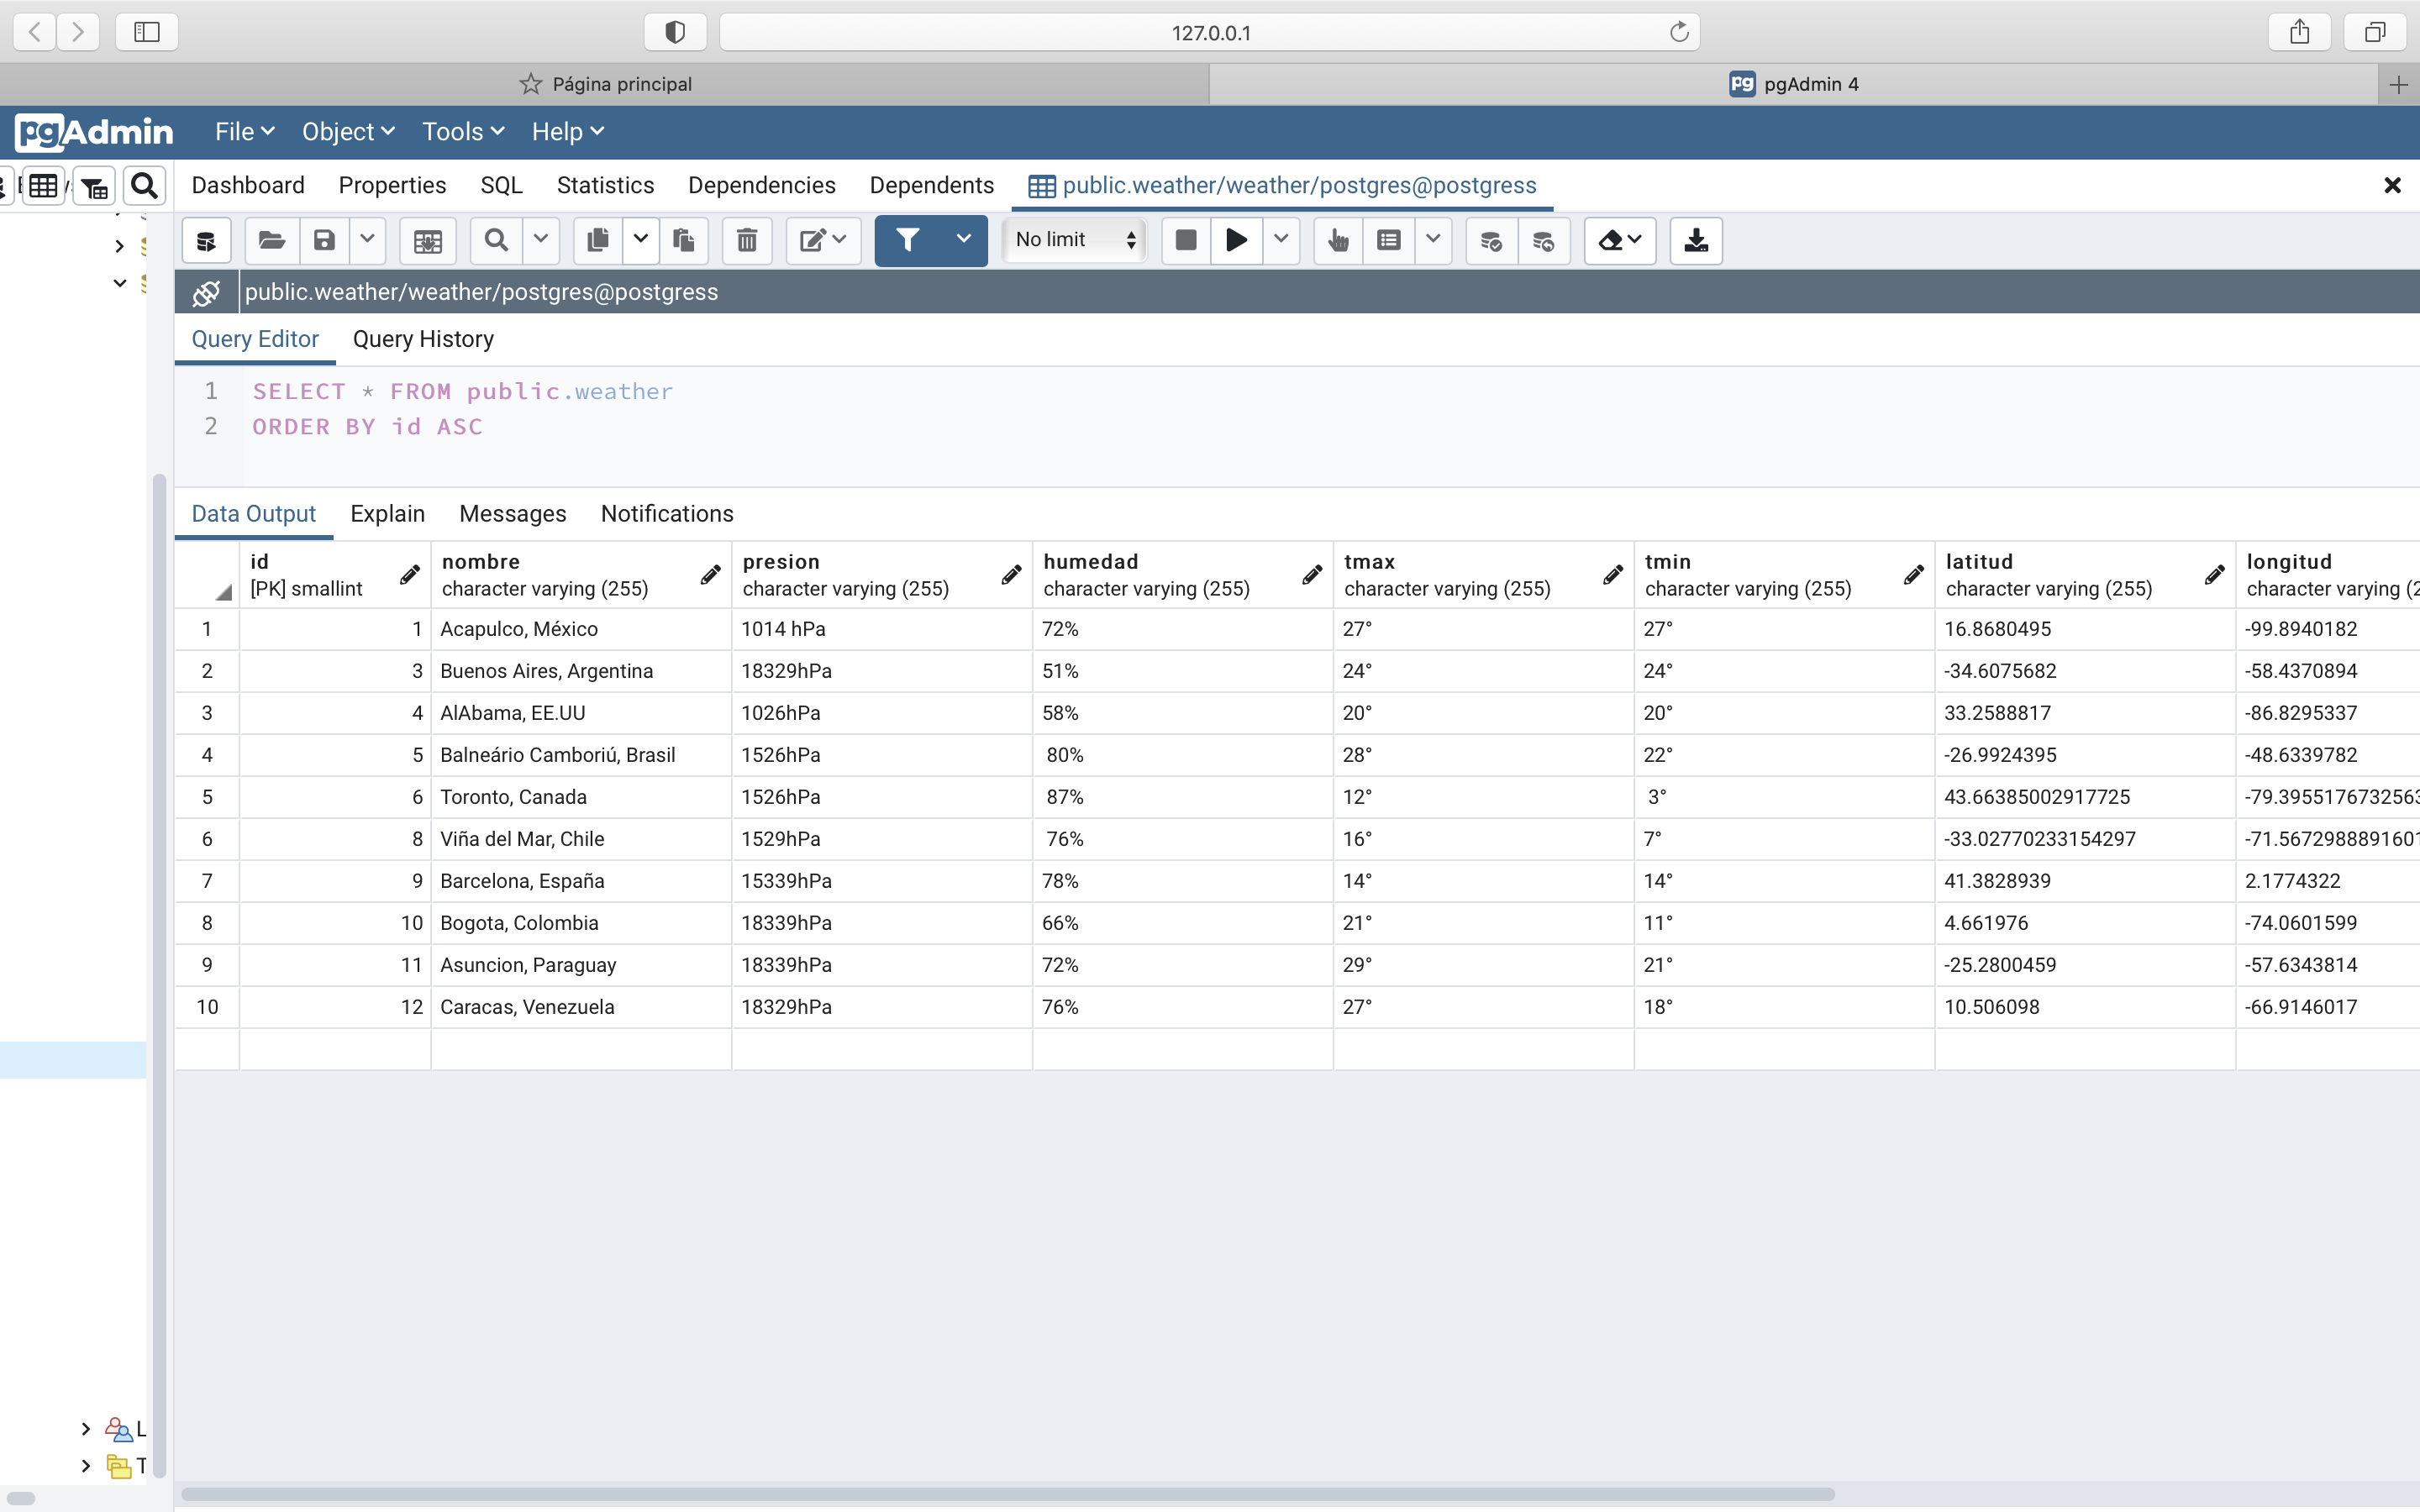 127.0.0.1
Página principal
pgAdmin 4
pgAdmin File Object Tools Help
Dashboard Properties SQL Statistics Dependencies Dependents public.weather/weather/postgres@postgress
No limit
public.weather/weather/postgres@postgress
Query Editor Query History
1 SELECT * FROM public.weather
2 ORDER BY id ASC
Data Output Explain Messages Notifications
id nombre presion humedad tmax tmin latitud longitud
[PK] smallint character varying (255) character varying (255) character varying (255) character varying (255) character varying (255) character varying (255) character varying (2
1 1 Acapulco, México 1014 hPa 72% 27° 27° 16.8680495 -99.8940182
2 3 Buenos Aires, Argentina 18329hPa 51% 24° 24° -34.6075682 -58.4370894
3 4 AlAbama, EE.UU 1026hPa 58% 20° 20° 33.2588817 -86.8295337
4 5 Balneário Camboriú, Brasil 1526hPa 80% 28° 22° -26.9924395 -48.6339782
5 6 Toronto, Canada 1526hPa 87% 12° 3° 43.66385002917725 -79.3955176732563
6 8 Viña del Mar, Chile 1529hPa 76% 16° 7° -33.02770233154297 -71.5672988891601
7 9 Barcelona, España 15339hPa 78% 14° 14° 41.3828939 2.1774322
8 10 Bogota, Colombia 18339hPa 66% 21° 11° 4.661976 -74.0601599
9 11 Asuncion, Paraguay 18339hPa 72% 29° 21° -25.2800459 -57.6343814
10 12 Caracas, Venezuela 18329hPa 76% 27° 18° 10.506098 -66.9146017
L
T